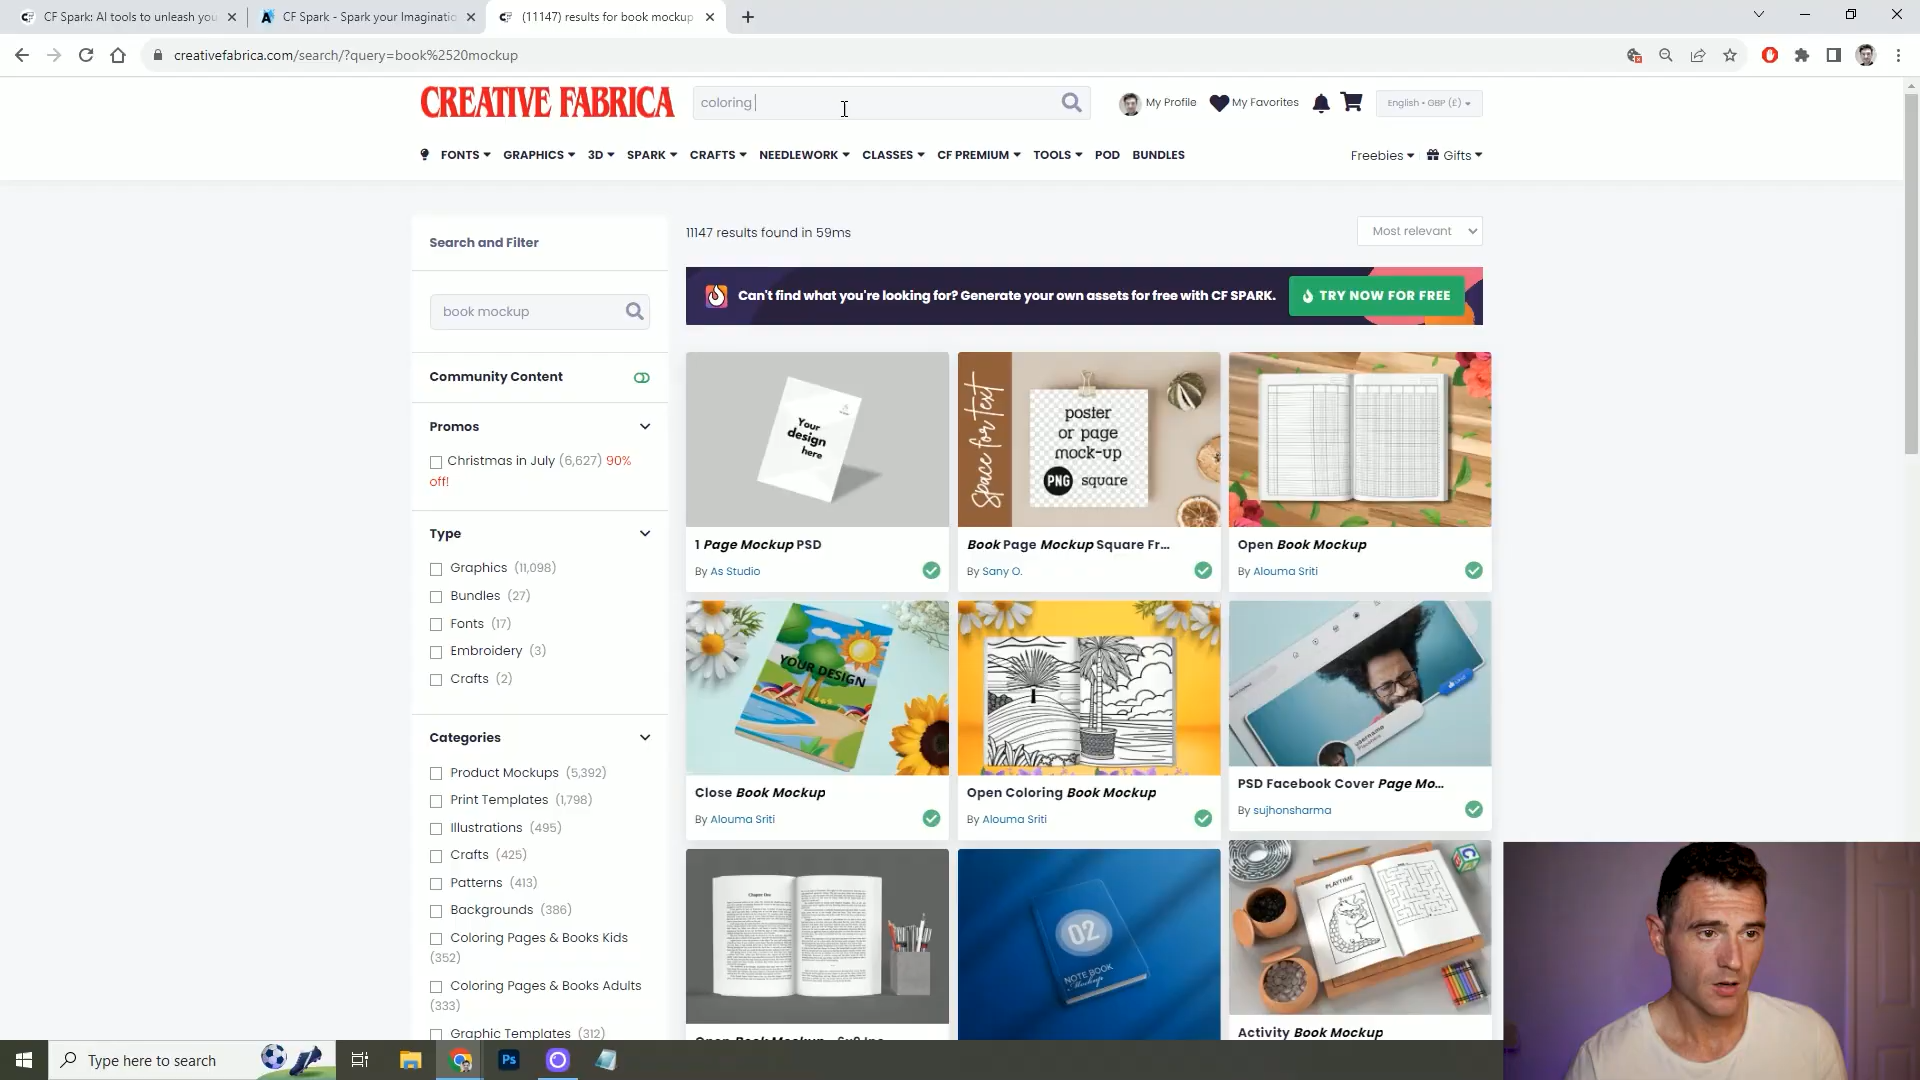 CF Spark: AI tools to unleash you
CF Spark - Spark your Imaginatio
(11147) results for book mockup
creativefabrica.com/search/?query=book%2520mockup
CREATIVE FABRICA
coloring
My Profile
My Favorites
English • GBP (£)
FONTS
GRAPHICS
3D
SPARK
CRAFTS
NEEDLEWORK
CLASSES
CF PREMIUM
TOOLS
POD
BUNDLES
Freebies
Gifts
Search and Filter
book mockup
Community Content
Promos
Christmas in July (6,627) 90%
off!
Type
Graphics (11,098)
Bundles (27)
Fonts (17)
Embroidery (3)
Crafts (2)
Categories
Product Mockups (5,392)
Print Templates (1,798)
Illustrations (495)
Crafts (425)
Patterns (413)
Backgrounds (386)
Coloring Pages & Books Kids
(352)
Coloring Pages & Books Adults
(333)
Graphic Templates (312)
11147 results found in 59ms
Most relevant
Can't find what you're looking for? Generate your own assets for free with CF SPARK.
TRY NOW FOR FREE
Your
design
here
1 Page Mockup PSD
By As Studio
Space for Text
poster
or page
mock-up
PNG square
Book Page Mockup Square Fr...
By Sany O.
Open Book Mockup
By Alouma Sriti
YOUR DESIGN
Close Book Mockup
By Alouma Sriti
Open Coloring Book Mockup
By Alouma Sriti
username
PSD Facebook Cover Page Mo...
By sujhonsharma
Chapter One
02
NOTE BOOK
Mockup
PLAYTIME
Activity Book Mockup
Type here to search
Ps